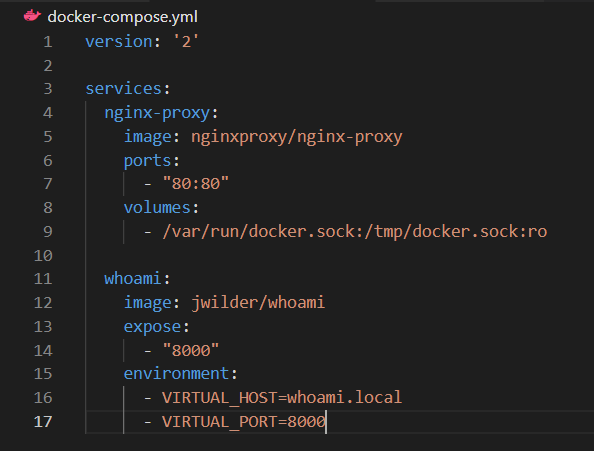 docker-compose.yml
1 version: '2'
2
3 services:
4   nginx-proxy:
5     image: nginxproxy/nginx-proxy
6     ports:
7       - "80:80"
8     volumes:
9       - /var/run/docker.sock:/tmp/docker.sock:ro
10
11   whoami:
12     image: jwilder/whoami
13     expose:
14       - "8000"
15     environment:
16       - VIRTUAL_HOST=whoami.local
17       - VIRTUAL_PORT=8000